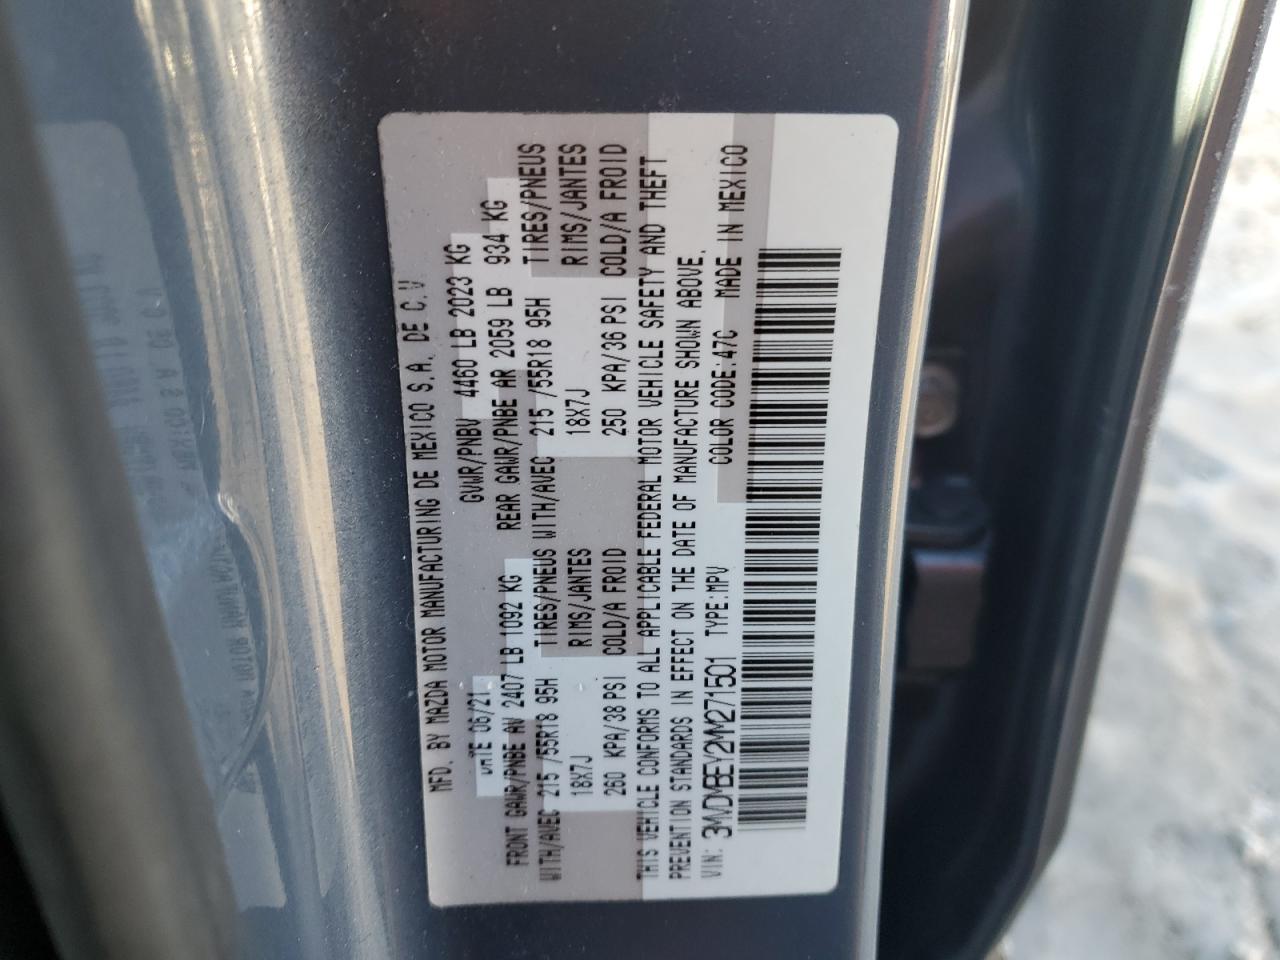 MFD. BY MAZDA MOTOR MANUFACTURING DE MEXICO S.A. DE C.V
DATE 06/21 GVWR/PNBV 4460 LB 2023 KG
FRONT GAWR/PNBE AV 2407 LB 1092 KG REAR GAWR/PNBE AR 2059 LB 934 KG
WITH/AVEC 215 /55R18 95H TIRES/PNEUS WITH/AVEC 215 /55R18 95H TIRES/PNEUS
18X7J RIMS/JANTES 18X7J RIMS/JANTES
260 KPA/38 PSI COLD/A FROID 250 KPA/36 PSI COLD/A FROID
THIS VEHICLE CONFORMS TO ALL APPLICABLE FEDERAL MOTOR VEHICLE SAFETY AND THEFT
PREVENTION STANDARDS IN EFFECT ON THE DATE OF MANUFACTURE SHOWN ABOVE.
VIN: 3MVDMBEY2NM271501 TYPE:MPV COLOR CODE:47C MADE IN MEXICO